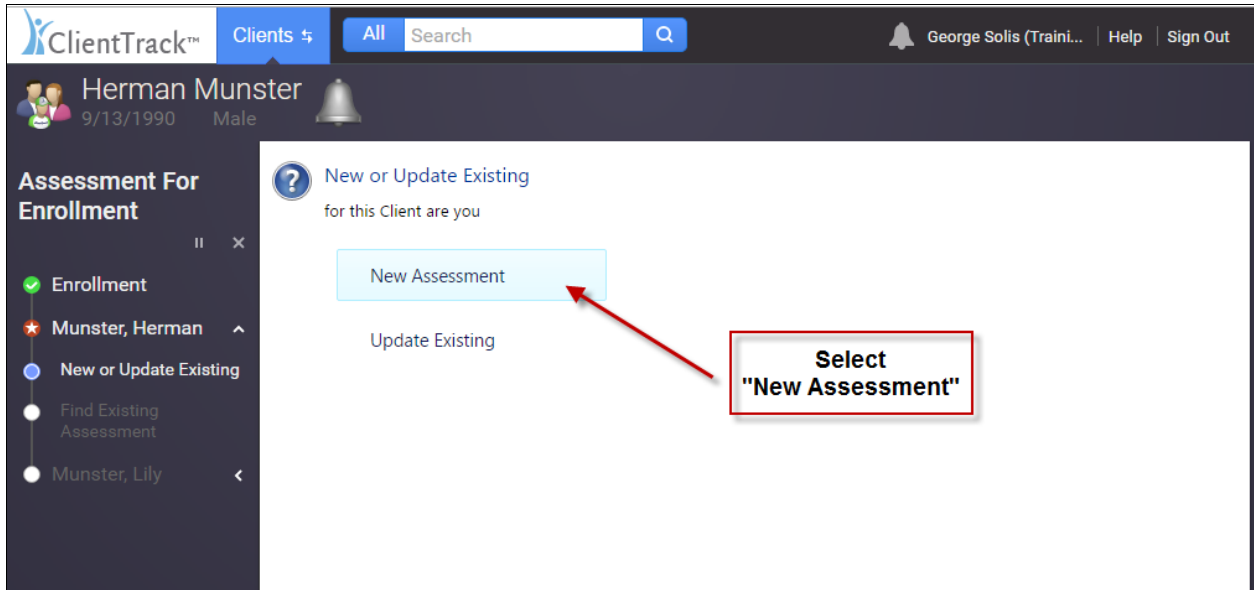 ClientTrack™
Clients
All
Search
George Solis (Traini...
Help
Sign Out
Herman Munster
9/13/1990 Male
Assessment For
Enrollment
Enrollment
Munster, Herman
New or Update Existing
Find Existing
Assessment
Munster, Lily
New or Update Existing
for this Client are you
New Assessment
Update Existing
Select
"New Assessment"